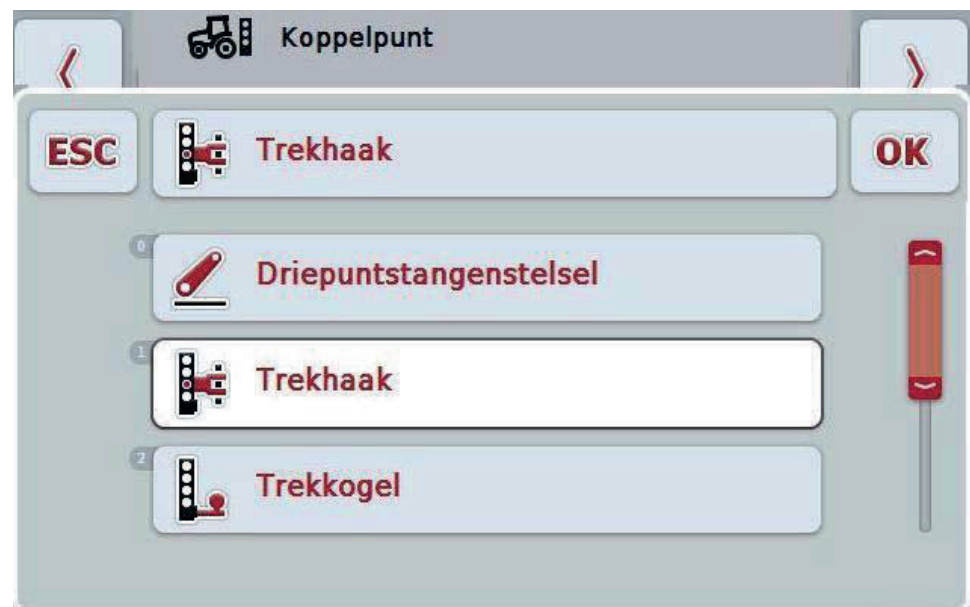 Koppelpunt
ESC
Trekhaak
OK
0
Driepuntstangenstelsel
1
Trekhaak
2
Trekkogel